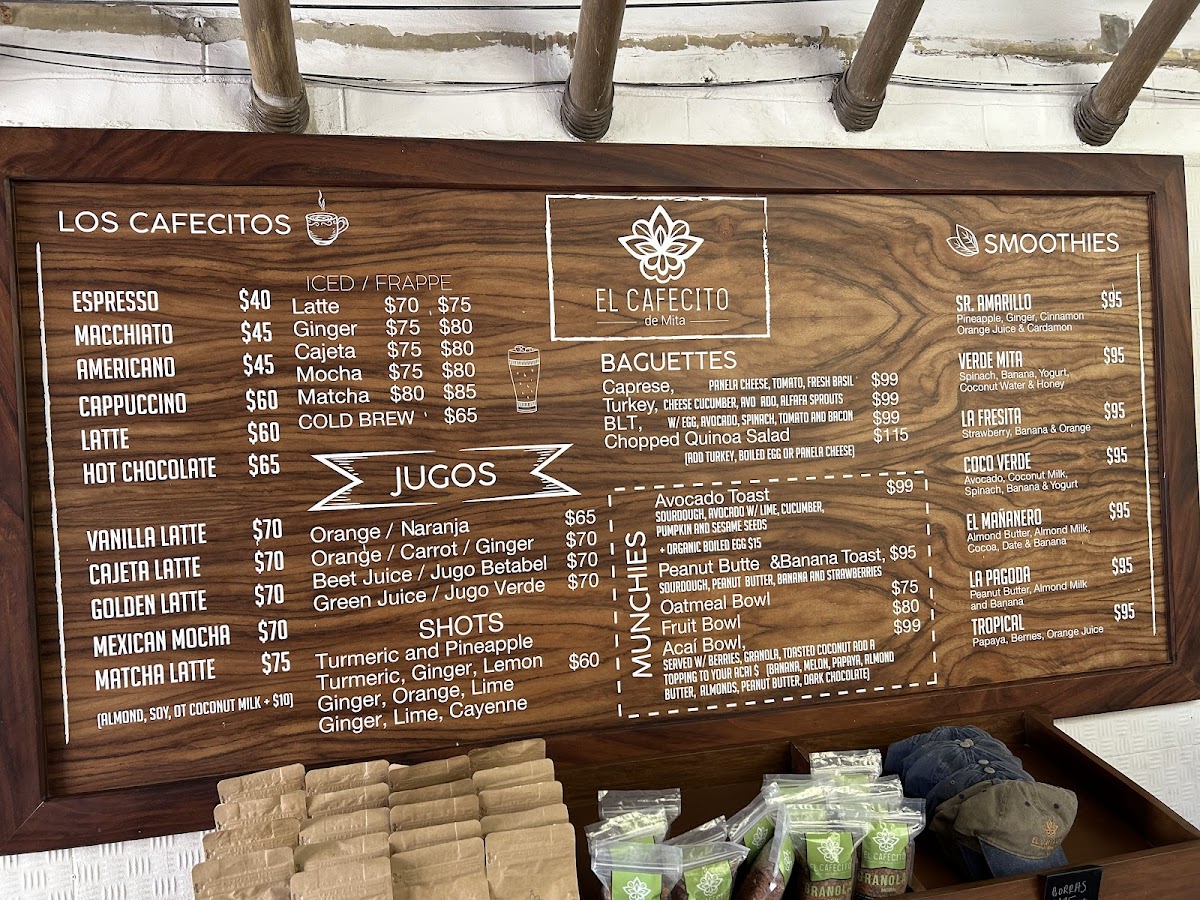 LOS CAFECITOS
ESPRESSO $40
MACCHIATO $45
AMERICANO $45
CAPPUCCINO $60
LATTE $60
HOT CHOCOLATE $65
VANILLA LATTE $70
CAJETA LATTE $70
GOLDEN LATTE $70
MEXICAN MOCHA $70
MATCHA LATTE $75
(ALMOND, SOY, OT COCONUT MILK + $10)
ICED / FRAPPE
Latte $70 $75
Ginger $75 $80
Cajeta $75 $80
Mocha $75 $80
Matcha $80 $85
COLD BREW $65
JUGOS
Orange / Naranja $65
Orange / Carrot / Ginger $70
Beet Juice / Jugo Betabel $70
Green Juice / Jugo Verde $70
SHOTS
Turmeric and Pineapple
Turmeric, Ginger, Lemon $60
Ginger, Orange, Lime
Ginger, Lime, Cayenne
EL CAFECITO
de Mita
BAGUETTES
Caprese, PANELA CHEESE, TOMATO, FRESH BASIL $99
Turkey, CHEESE CUCUMBER, AVO ADO, ALFAFA SPROUTS $99
BLT, W/ EGG, AVOCADO, SPINACH, TOMATO AND BACON $99
Chopped Quinoa Salad $115
(ADD TURKEY, BOILED EGG OR PANELA CHEESE)
MUNCHIES
Avocado Toast $99
SOURDOUGH, AVOCADO W/ LIME, CUCUMBER,
PUMPKIN AND SESAME SEEDS
+ ORGANIC BOILED EGG $15
Peanut Butte &Banana Toast, $95
SOURDOUGH, PEANUT BUTTER, BANANA AND STRAWBERRIES
Oatmeal Bowl $75
Fruit Bowl $80
Acaí Bowl, $99
SERVED W/ BERRIES, GRANOLA, TOASTED COCONUT ADD A
TOPPING TO YOUR ACAI $ (BANANA, MELON, PAPAYA, ALMOND
BUTTER, ALMONDS, PEANUT BUTTER, DARK CHOCOLATE)
SMOOTHIES
SR. AMARILLO $95
Pineapple, Ginger, Cinnamon
Orange Juice & Cardamon
VERDE MITA $95
Spinach, Banana, Yogurt,
Coconut Water & Honey
LA FRESITA $95
Strawberry, Banana & Orange
COCO VERDE $95
Avocado, Coconut Milk,
Spinach, Banana & Yogurt
EL MAÑANERO $95
Almond Butter, Almond Milk,
Cocoa, Date & Banana
LA PAGODA $95
Peanut Butter, Almond Milk
and Banana
TROPICAL $95
Papaya, Berries, Orange Juice
EL CAFECITO
GRANOLA
EL CAFECITO
GRANOLA